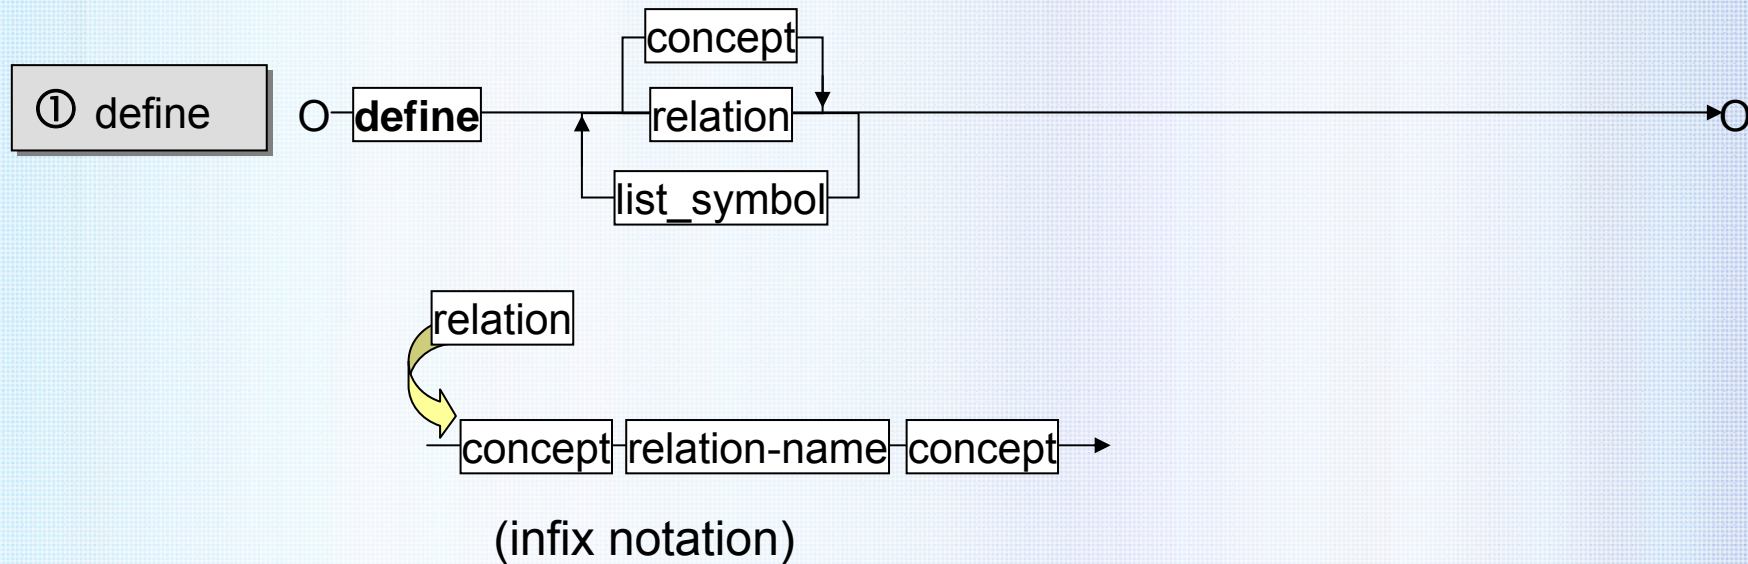 concept
① define
O define relation O
list_symbol
relation
concept relation-name concept
(infix notation)